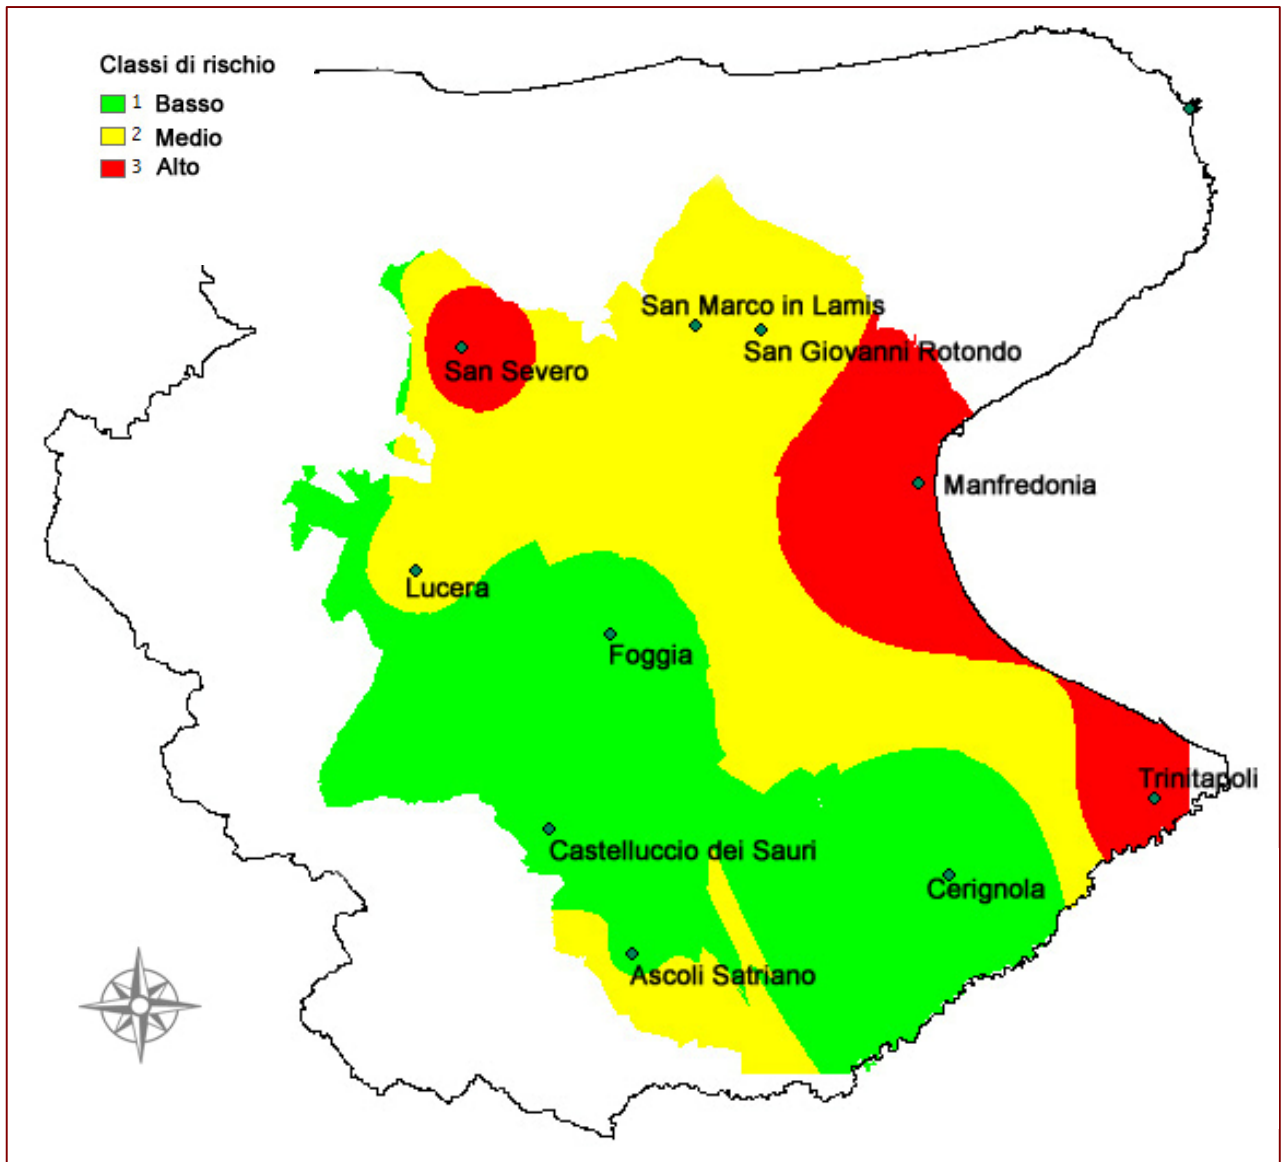 Classi di rischio
1 Basso
2 Medio
3 Alto
San Marco in Lamis
San Giovanni Rotondo
San Severo
Manfredonia
Lucera
Foggia
Trinitapoli
Castelluccio dei Sauri
Cerignola
Ascoli Satriano